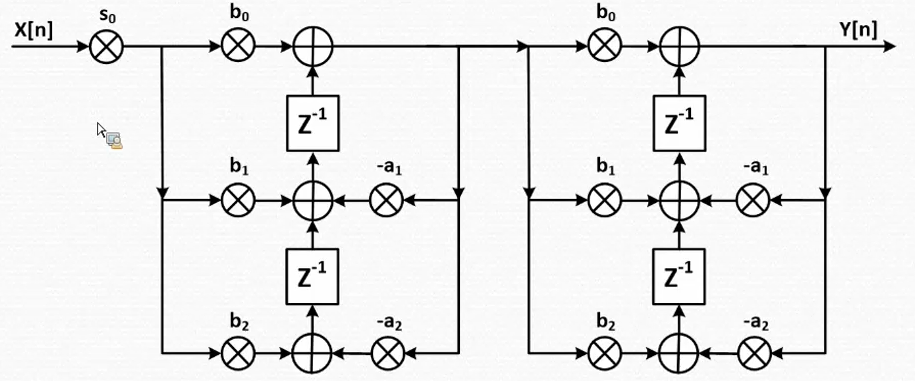 X[n] s₀ b₀ b₀ Y[n]
Z⁻¹ Z⁻¹
b₁ -a₁ b₁ -a₁
Z⁻¹ Z⁻¹
b₂ -a₂ b₂ -a₂